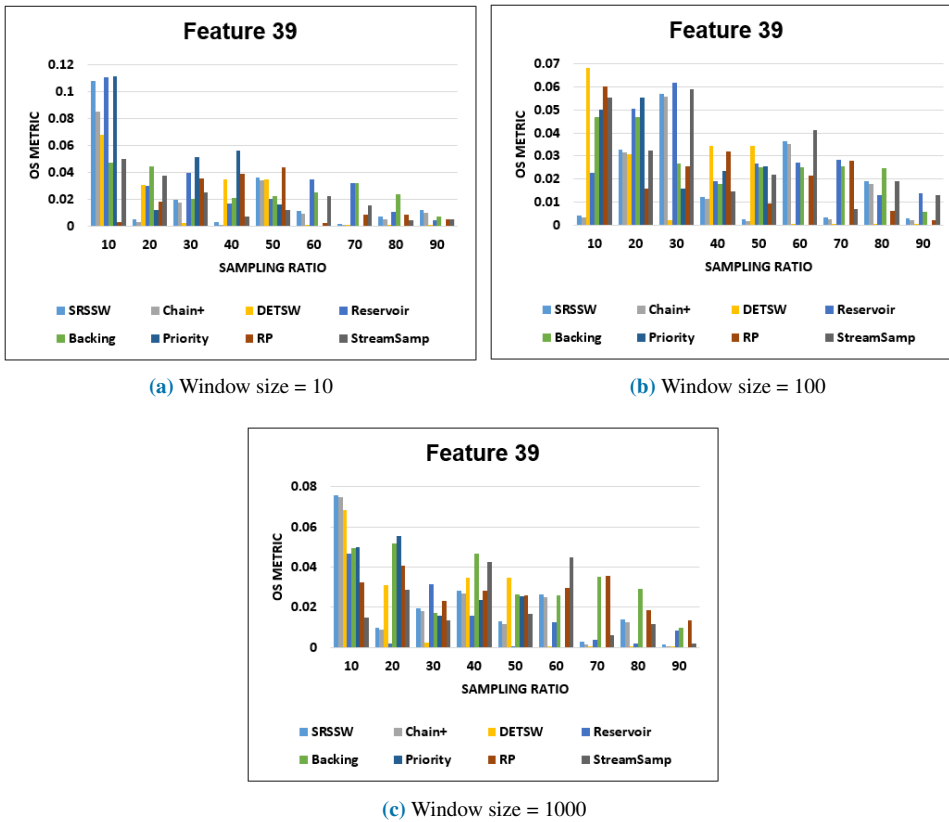 Feature 39
0.12
0.1
0.08
0.06
0.04
0.02
0
OS METRIC
10 20 30 40 50 60 70 80 90
SAMPLING RATIO
SRSSW Chain+ DETSW Reservoir
Backing Priority RP StreamSamp
(a) Window size = 10
Feature 39
0.07
0.06
0.05
0.04
0.03
0.02
0.01
0
OS METRIC
10 20 30 40 50 60 70 80 90
SAMPLING RATIO
SRSSW Chain+ DETSW Reservoir
Backing Priority RP StreamSamp
(b) Window size = 100
Feature 39
0.08
0.06
0.04
0.02
0
OS METRIC
10 20 30 40 50 60 70 80 90
SAMPLING RATIO
SRSSW Chain+ DETSW Reservoir
Backing Priority RP StreamSamp
(c) Window size = 1000